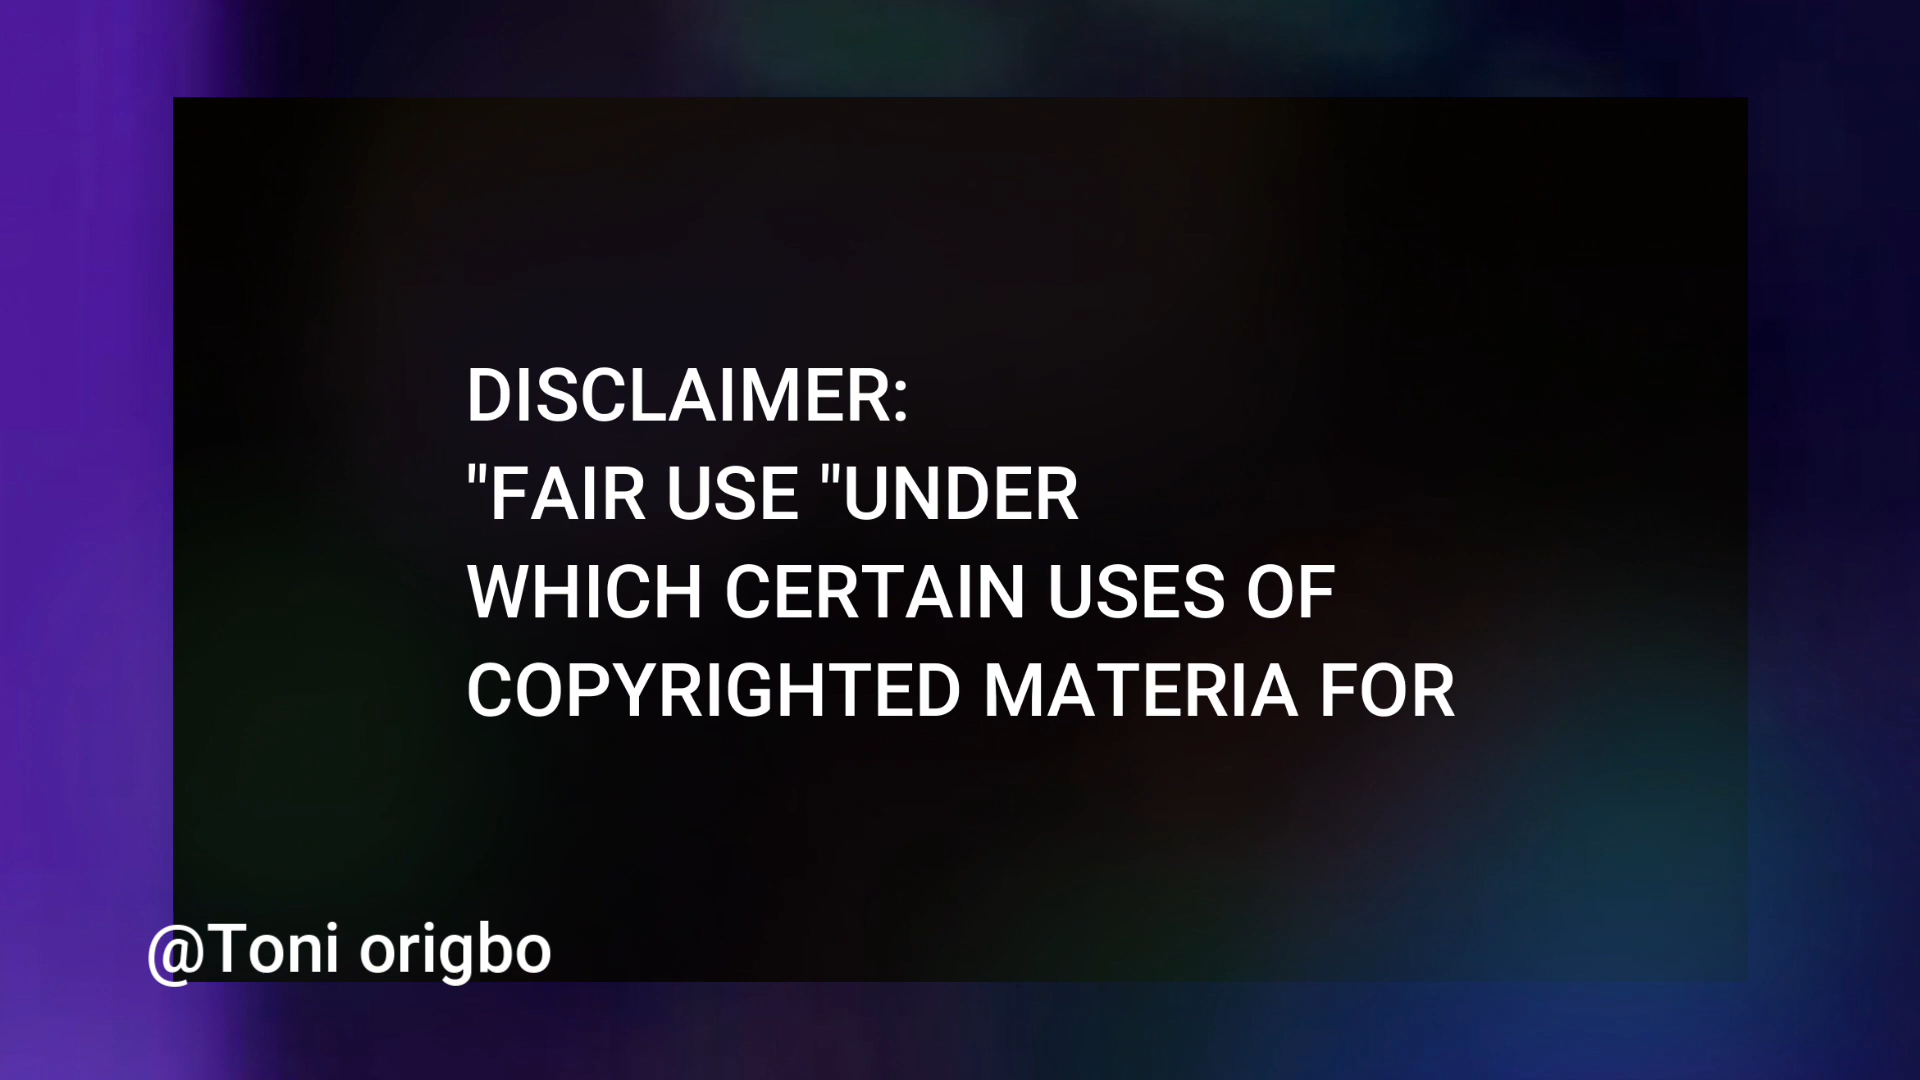 DISCLAIMER:
"FAIR USE "UNDER
WHICH CERTAIN USES OF
COPYRIGHTED MATERIA FOR
@Toni origbo